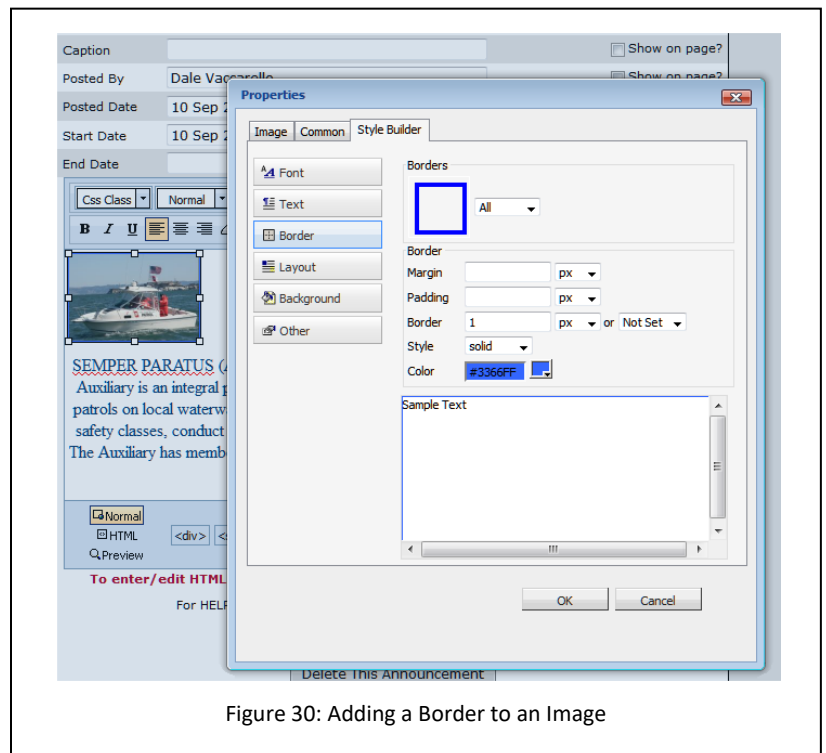 Caption
Show on page?
Posted By Dale Vaccarello
Show on page?
Posted Date 10 Sep
Start Date 10 Sep
End Date
Properties
Image Common Style Builder
Font
Text
Border
Layout
Background
Other
Borders
All
Border
Margin px
Padding px
Border 1 px or Not Set
Style solid
Color #3366FF
Sample Text
OK Cancel
Css Class Normal
B I U
SEMPER PARATUS
Auxiliary is an integral
patrols on local
safety classes, conduct
The Auxiliary has
Normal
HTML <div>
Preview
To enter/edit HTML
For HELP
Delete This Announcement
Figure 30: Adding a Border to an Image